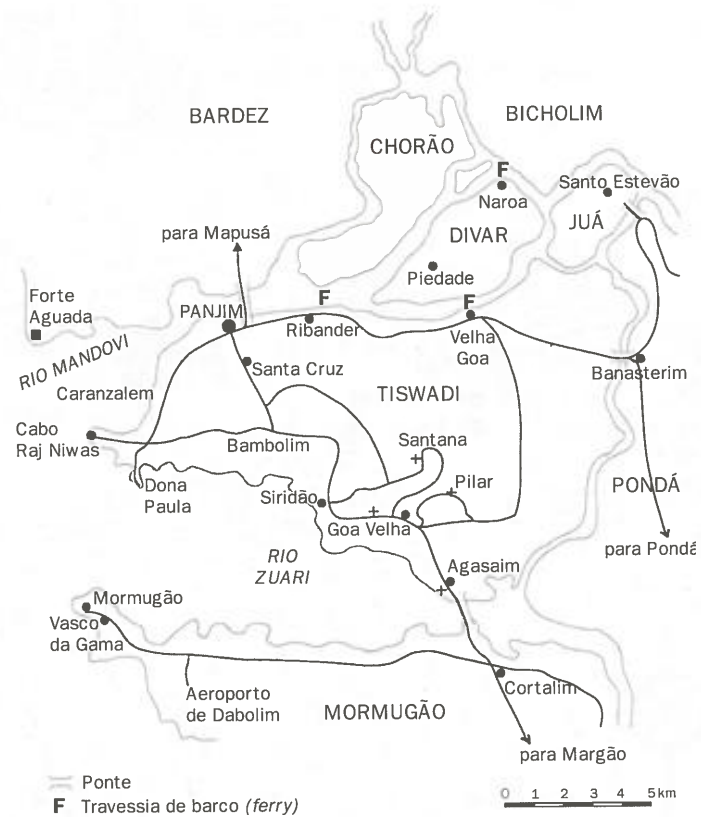 BARDEZ
BICHOLIM
CHORÃO
F
Naroa
Santo Estevão
JUÁ
DIVAR
para Mapusá
Piedade
Forte
Aguada
PANJIM
F
Ribander
F
Velha
Goa
RIO MANDOVI
Santa Cruz
Banasterim
Caranzalem
TISWADI
Cabo
Raj Niwas
Bambolim
Santana
Pilar
Dona
Paula
Siridão
PONDÁ
Goa Velha
RIO
ZUARI
para Pondá
Agasaim
Mormugão
Vasco
da Gama
Aeroporto
de Dabolim
Cortalim
MORMUGÃO
para Margão
Ponte
F Travessia de barco (ferry)
0 1 2 3 4 5 km